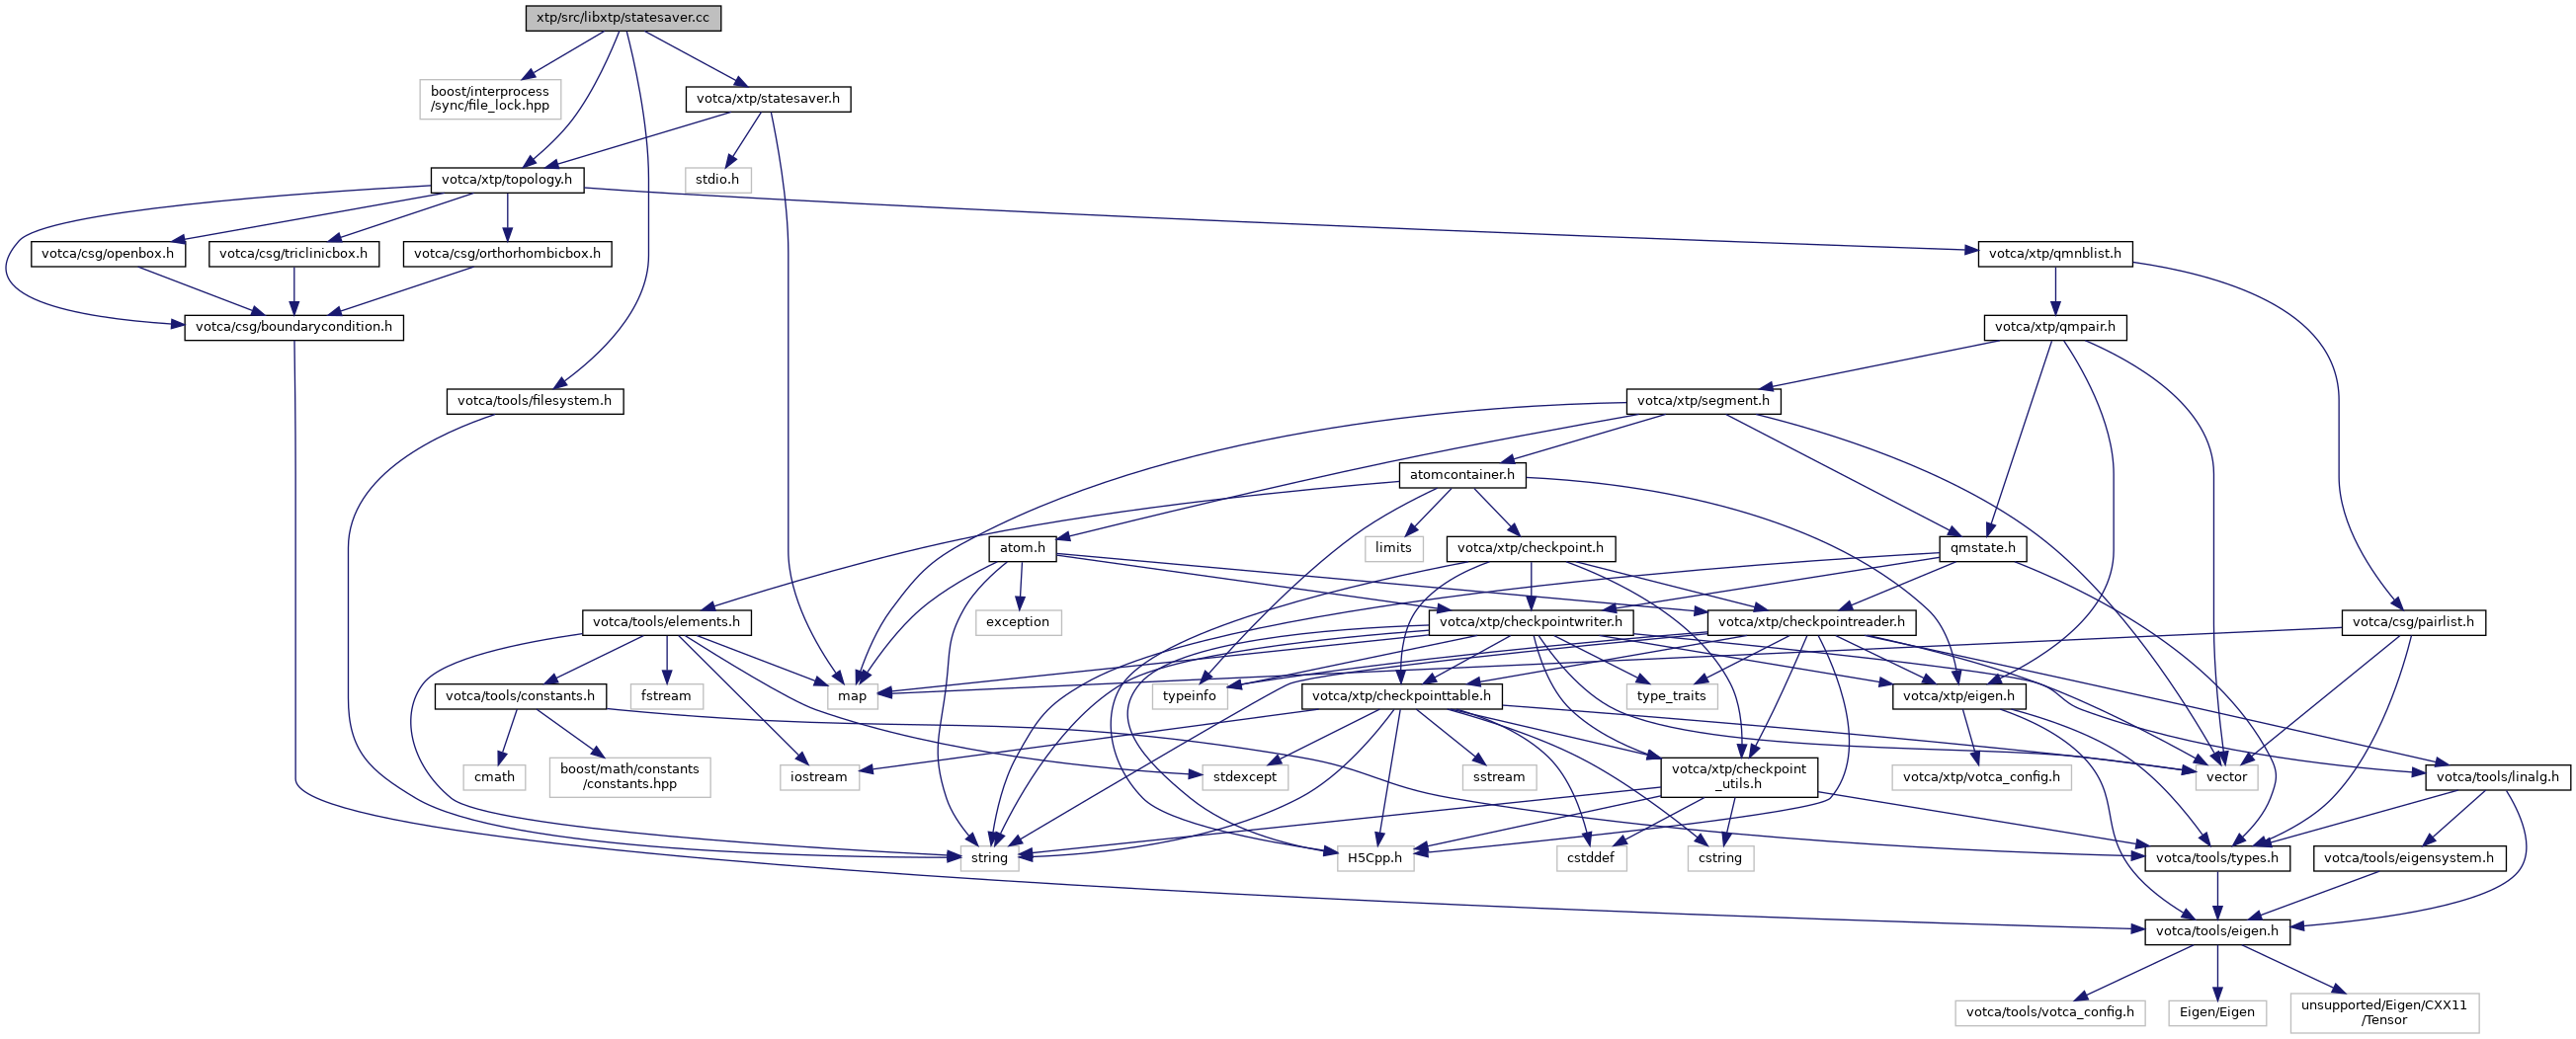 xtp/src/libxtp/statesaver.cc
boost/interprocess
/sync/file_lock.hpp
votca/xtp/statesaver.h
votca/xtp/topology.h
stdio.h
votca/csg/openbox.h
votca/csg/triclinicbox.h
votca/csg/orthorhombicbox.h
votca/xtp/qmnblist.h
votca/csg/boundarycondition.h
votca/xtp/qmpair.h
votca/tools/filesystem.h
votca/xtp/segment.h
atomcontainer.h
atom.h
limits
votca/xtp/checkpoint.h
qmstate.h
votca/tools/elements.h
exception
votca/xtp/checkpointwriter.h
votca/xtp/checkpointreader.h
votca/csg/pairlist.h
votca/tools/constants.h
fstream
map
typeinfo
votca/xtp/checkpointtable.h
type_traits
votca/xtp/eigen.h
cmath
boost/math/constants
/constants.hpp
iostream
stdexcept
sstream
votca/xtp/checkpoint
_utils.h
votca/xtp/votca_config.h
vector
votca/tools/linalg.h
string
H5Cpp.h
cstddef
cstring
votca/tools/types.h
votca/tools/eigensystem.h
votca/tools/eigen.h
votca/tools/votca_config.h
Eigen/Eigen
unsupported/Eigen/CXX11
/Tensor